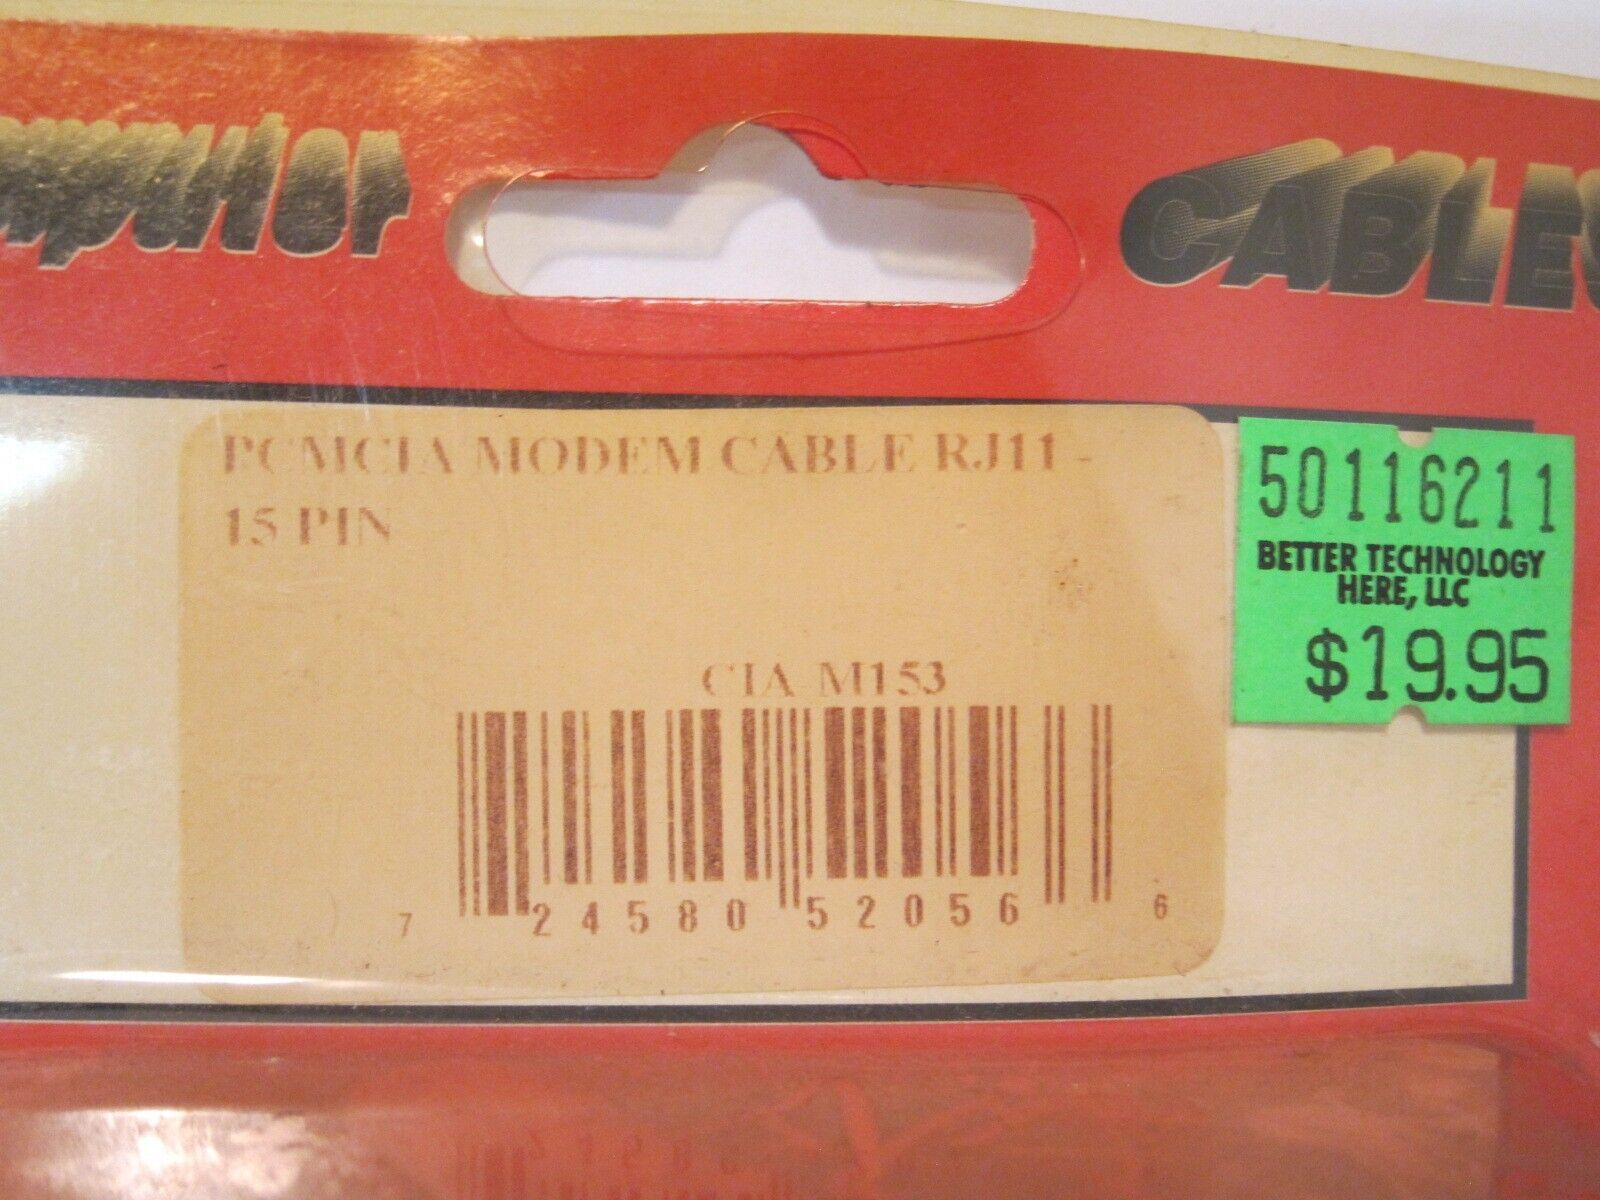 CABLE
PCMCIA MODEM CABLE RJ11 -
15 PIN
CIA M153
7 24580 52056 6
50116211
BETTER TECHNOLOGY
HERE, LLC
$19.95